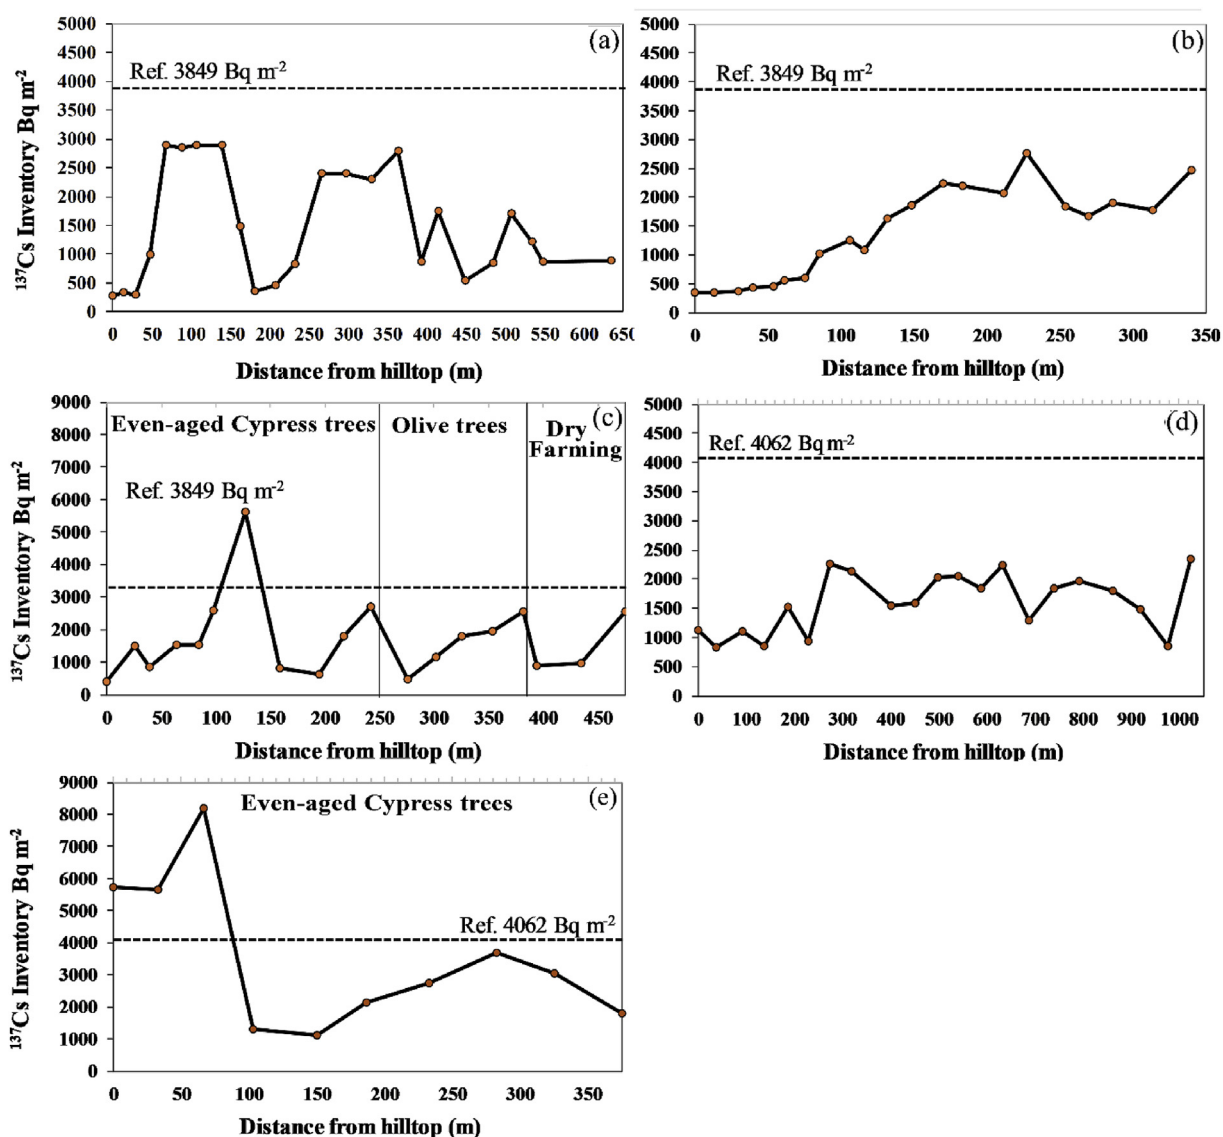 (a)
Ref. 3849 Bq m-2
137Cs Inventory Bq m-2
5000
4500
4000
3500
3000
2500
2000
1500
1000
500
0
0 50 100 150 200 250 300 350 400 450 500 550 600 650
Distance from hilltop (m)
(b)
Ref. 3849 Bq m-2
5000
4500
4000
3500
3000
2500
2000
1500
1000
500
0
0 50 100 150 200 250 300 350
Distance from hilltop (m)
(c)
Even-aged Cypress trees
Olive trees
Dry
Farming
Ref. 3849 Bq m-2
137Cs Inventory Bq m-2
9000
8000
7000
6000
5000
4000
3000
2000
1000
0
0 50 100 150 200 250 300 350 400 450
Distance from hilltop (m)
(d)
Ref. 4062 Bq m-2
5000
4500
4000
3500
3000
2500
2000
1500
1000
500
0
0 100 200 300 400 500 600 700 800 900 1000
Distance from hilltop (m)
(e)
Even-aged Cypress trees
Ref. 4062 Bq m-2
137Cs Inventory Bq m-2
9000
8000
7000
6000
5000
4000
3000
2000
1000
0
0 50 100 150 200 250 300 350
Distance from hilltop (m)